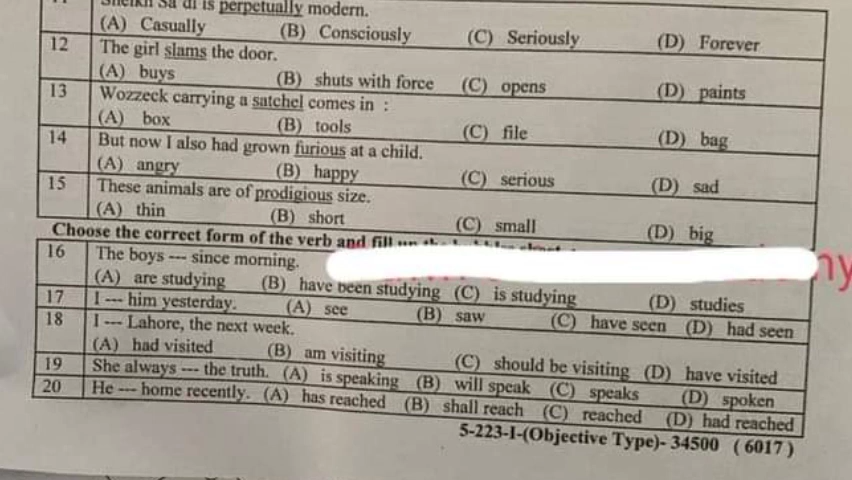 11 Sheikh Sa'di is perpetually modern.
(A) Casually (B) Consciously (C) Seriously (D) Forever
12 The girl slams the door.
(A) buys (B) shuts with force (C) opens (D) paints
13 Wozzeck carrying a satchel comes in :
(A) box (B) tools (C) file (D) bag
14 But now I also had grown furious at a child.
(A) angry (B) happy (C) serious (D) sad
15 These animals are of prodigious size.
(A) thin (B) short (C) small (D) big
Choose the correct form of the verb and fill up
16 The boys --- since morning.
(A) are studying (B) have been studying (C) is studying (D) studies
17 I --- him yesterday. (A) see (B) saw (C) have seen (D) had seen
18 I --- Lahore, the next week.
(A) had visited (B) am visiting (C) should be visiting (D) have visited
19 She always --- the truth. (A) is speaking (B) will speak (C) speaks (D) spoken
20 He --- home recently. (A) has reached (B) shall reach (C) reached (D) had reached
5-223-I-(Objective Type)- 34500 ( 6017 )